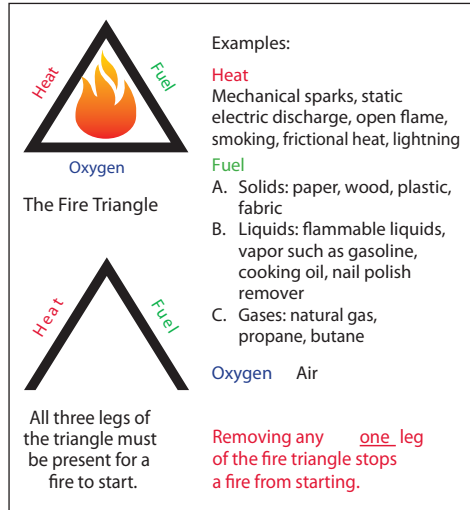 Heat
Fuel
Oxygen
The Fire Triangle
Heat
Fuel
All three legs of
the triangle must
be present for a
fire to start.
Examples:
Heat
Mechanical sparks, static
electric discharge, open flame,
smoking, frictional heat, lightning
Fuel
A. Solids: paper, wood, plastic,
fabric
B. Liquids: flammable liquids,
vapor such as gasoline,
cooking oil, nail polish
remover
C. Gases: natural gas,
propane, butane
Oxygen Air
Removing any one leg
of the fire triangle stops
a fire from starting.